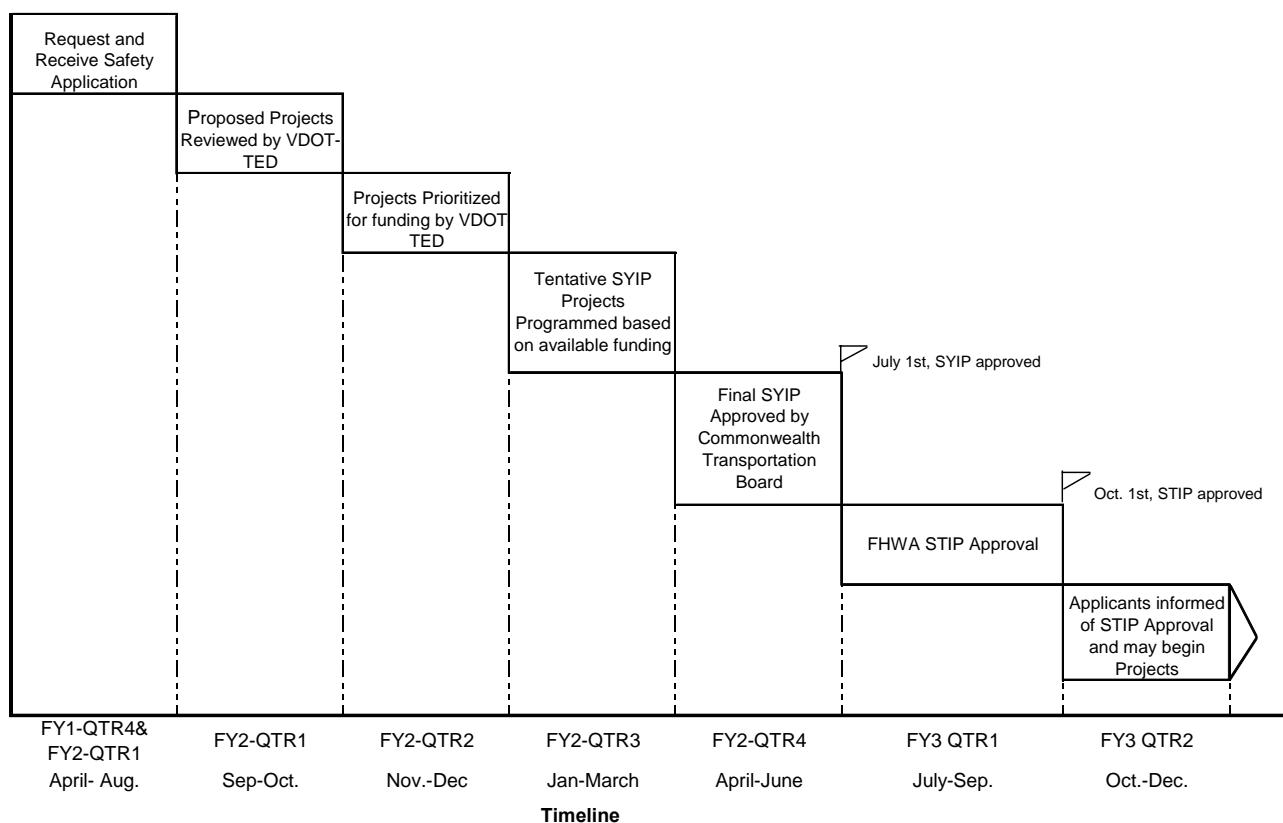 Request and
Receive Safety
Application
Proposed Projects
Reviewed by VDOT-
TED
Projects Prioritized
for funding by VDOT
TED
Tentative SYIP
Projects
Programmed based
on available funding
July 1st, SYIP approved
Final SYIP
Approved by
Commonwealth
Transportation
Board
Oct. 1st, STIP approved
FHWA STIP Approval
Applicants informed
of STIP Approval
and may begin
Projects
FY1-QTR4&
FY2-QTR1
FY2-QTR1
FY2-QTR2
FY2-QTR3
FY2-QTR4
FY3 QTR1
FY3 QTR2
April- Aug.
Sep-Oct.
Nov.-Dec
Jan-March
April-June
July-Sep.
Oct.-Dec.
Timeline